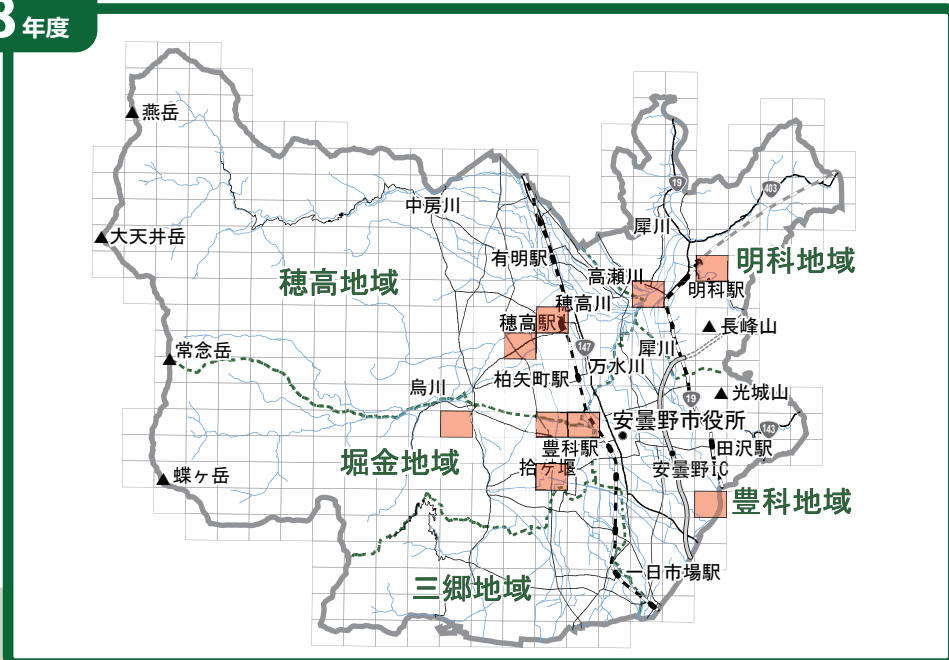 3年度
燕岳
19
403
中房川
犀川
大天井岳
有明駅
明科地域
高瀬川
穂高地域
明科駅
穂高川
穂高駅
長峰山
147
犀川
常念岳
万水川
柏矢町駅
烏川
光城山
19
安曇野市役所
143
豊科駅
田沢駅
堀金地域
拾ヶ堰
安曇野IC
蝶ヶ岳
豊科地域
一日市場駅
三郷地域